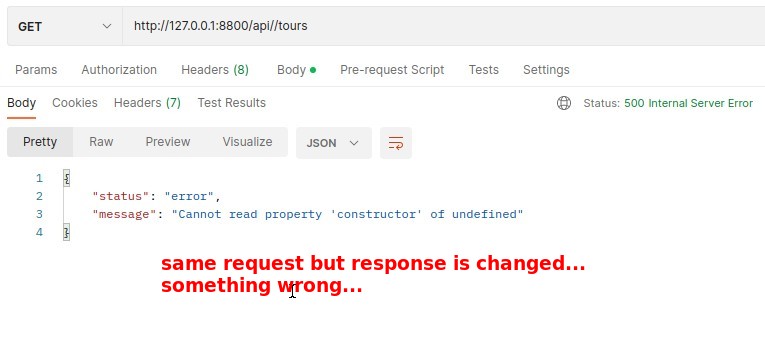 GET http://127.0.0.1:8800/api//tours
Params Authorization Headers (8) Body Pre-request Script Tests Settings
Body Cookies Headers (7) Test Results Status: 500 Internal Server Error
Pretty Raw Preview Visualize JSON
1 {
2 "status": "error",
3 "message": "Cannot read property 'constructor' of undefined"
4 }
same request but response is changed...
something wrong...